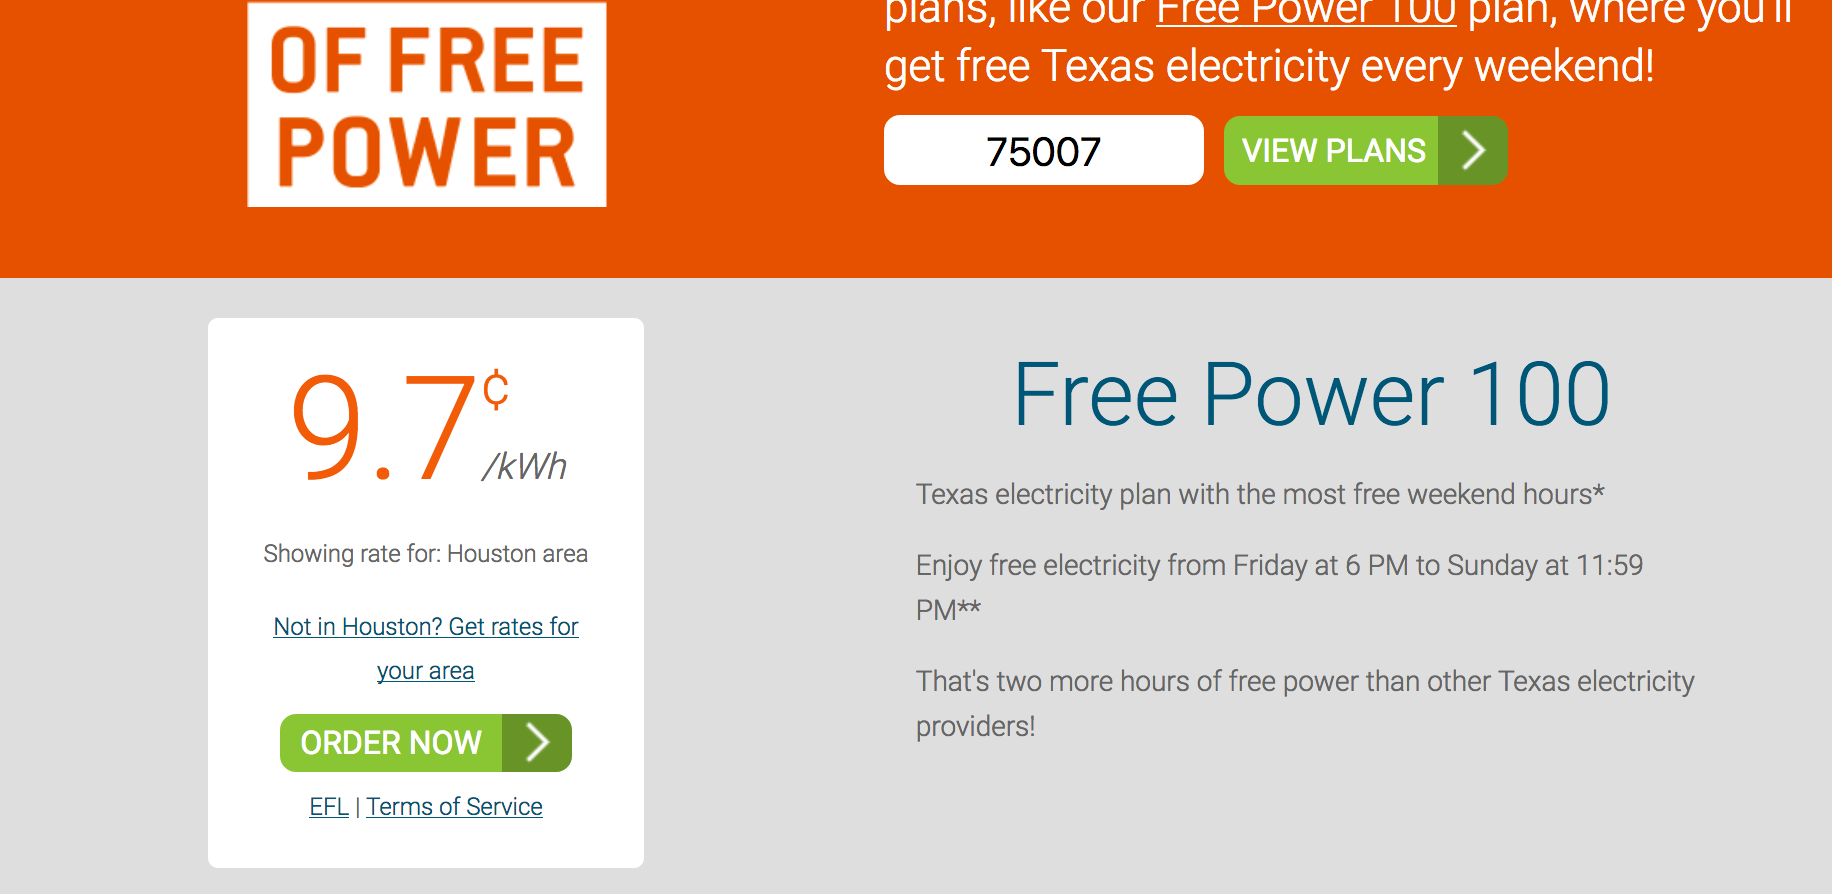 OF FREE
POWER
plans, like our Free Power 100 plan, where you'll
get free Texas electricity every weekend!
75007
VIEW PLANS
9.7¢
/kWh
Showing rate for: Houston area
Not in Houston? Get rates for
your area
ORDER NOW
EFL | Terms of Service
Free Power 100
Texas electricity plan with the most free weekend hours*
Enjoy free electricity from Friday at 6 PM to Sunday at 11:59
PM**
That's two more hours of free power than other Texas electricity
providers!